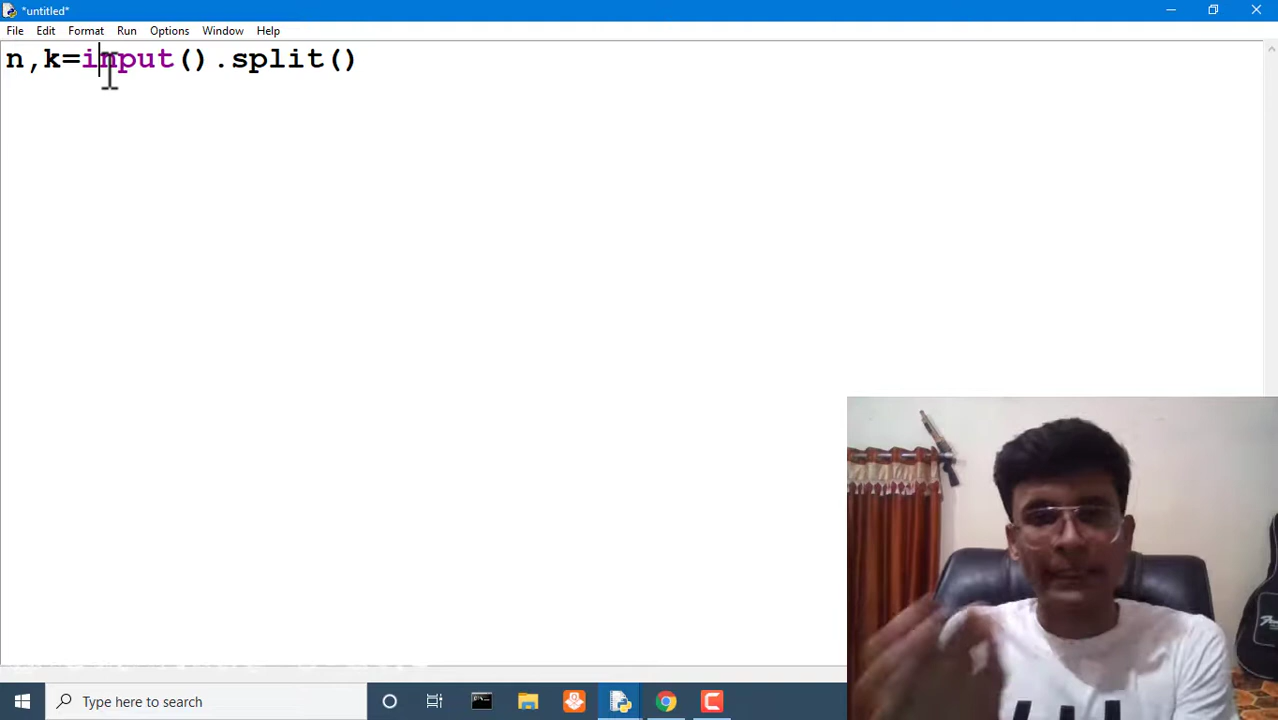 *untitled*
File Edit Format Run Options Window Help
n,k=input().split()
Type here to search